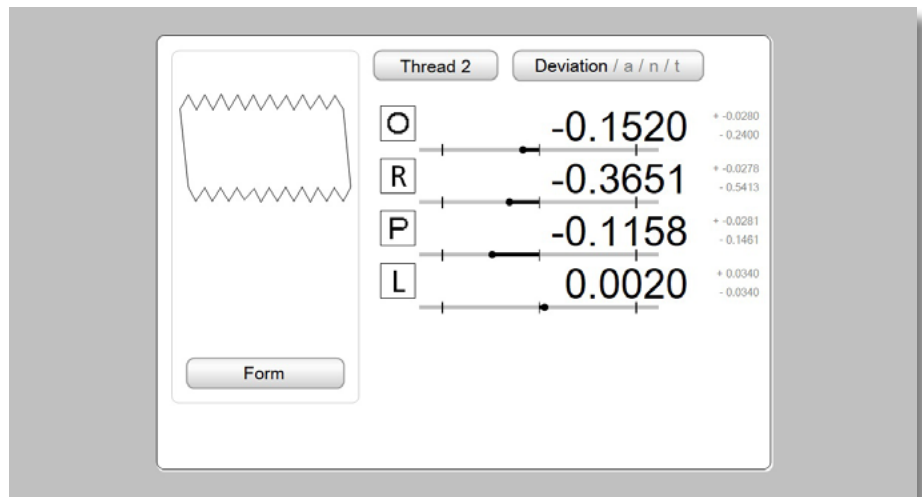 Thread 2 Deviation / a / n / t
O -0.1520 + -0.0280
- 0.2400
R -0.3651 + -0.0278
- 0.5413
P -0.1158 + -0.0281
- 0.1461
L 0.0020 + 0.0340
- 0.0340
Form